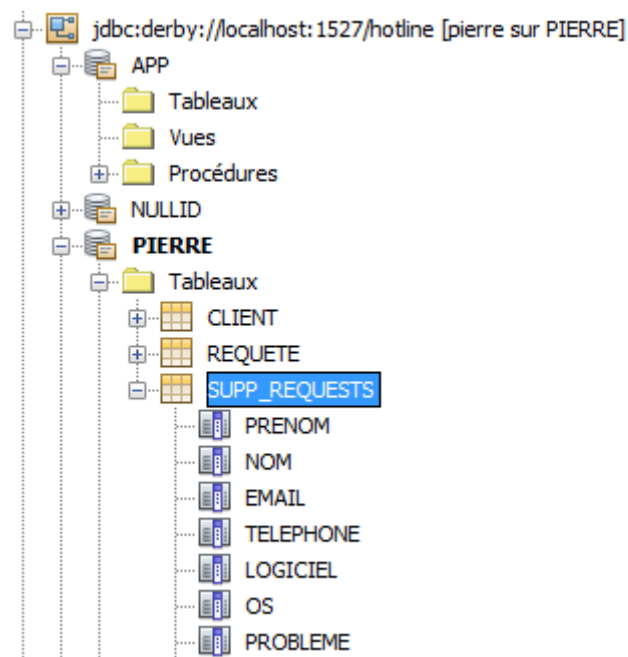 jdbc:derby://localhost:1527/hotline [pierre sur PIERRE]
APP
Tableaux
Vues
Procédures
NULLID
PIERRE
Tableaux
CLIENT
REQUETE
SUPP_REQUESTS
PRENOM
NOM
EMAIL
TELEPHONE
LOGICIEL
OS
PROBLEME